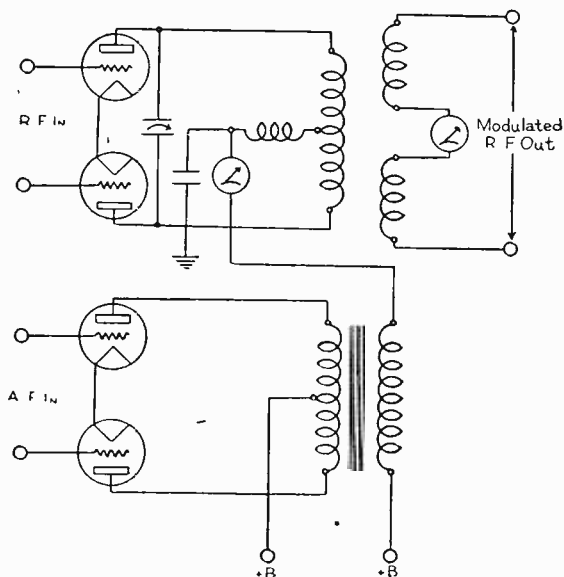 R F IN
Modulated
R F Out
A F IN
+B
+B